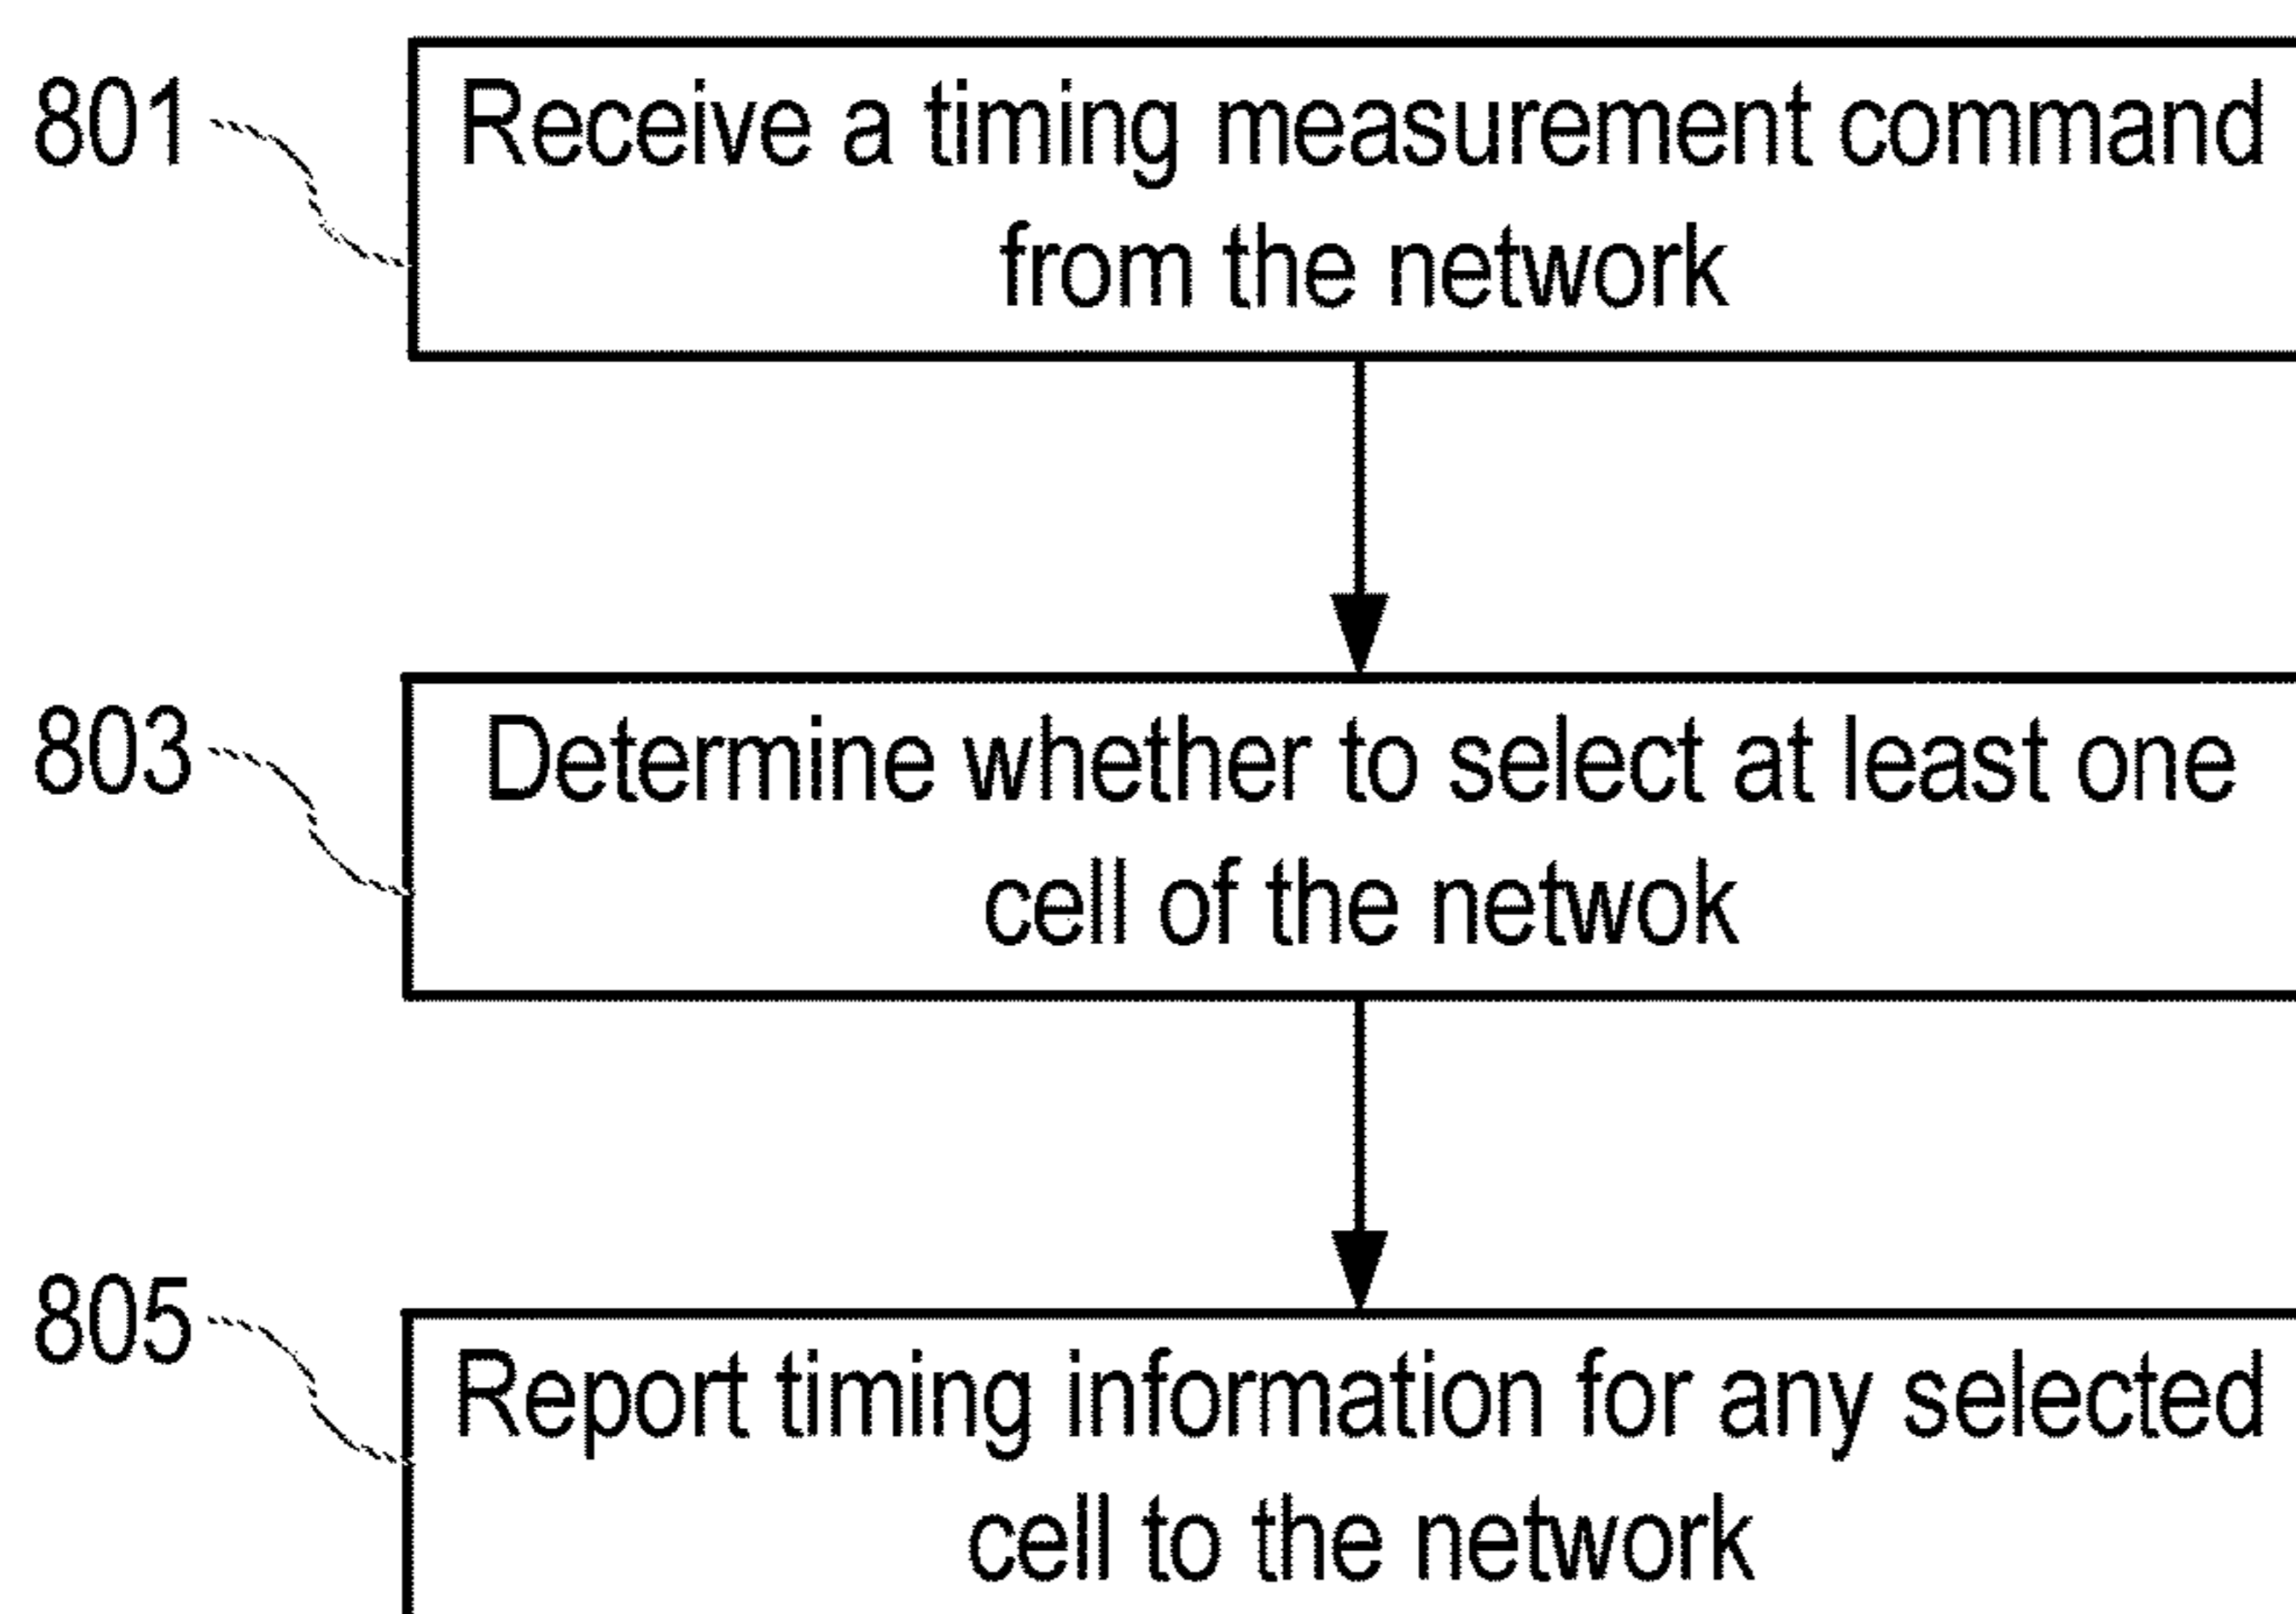 801
Receive a timing measurement command
from the network
803
Determine whether to select at least one
cell of the netwok
805
Report timing information for any selected
cell to the network